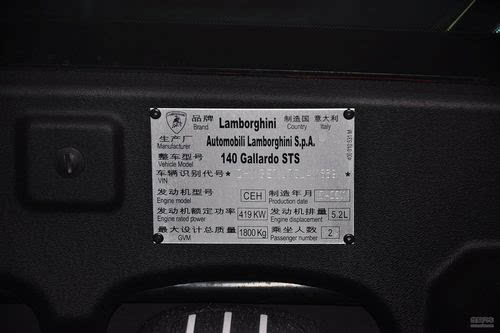 品牌 Brand Lamborghini 制造国 Country 意大利 Italy
生产厂 Manufacturer Automobili Lamborghini S.p.A.
整车型号 Vehicle Model 140 Gallardo STS
车辆识别代号 VIN
发动机型号 Engine model CEH 制造年月 Production date
发动机额定功率 Engine rated power 419 KW 发动机排量 Engine displacement 5.2L
最大设计总质量 GVM 1800 Kg 乘坐人数 Passenger number 2